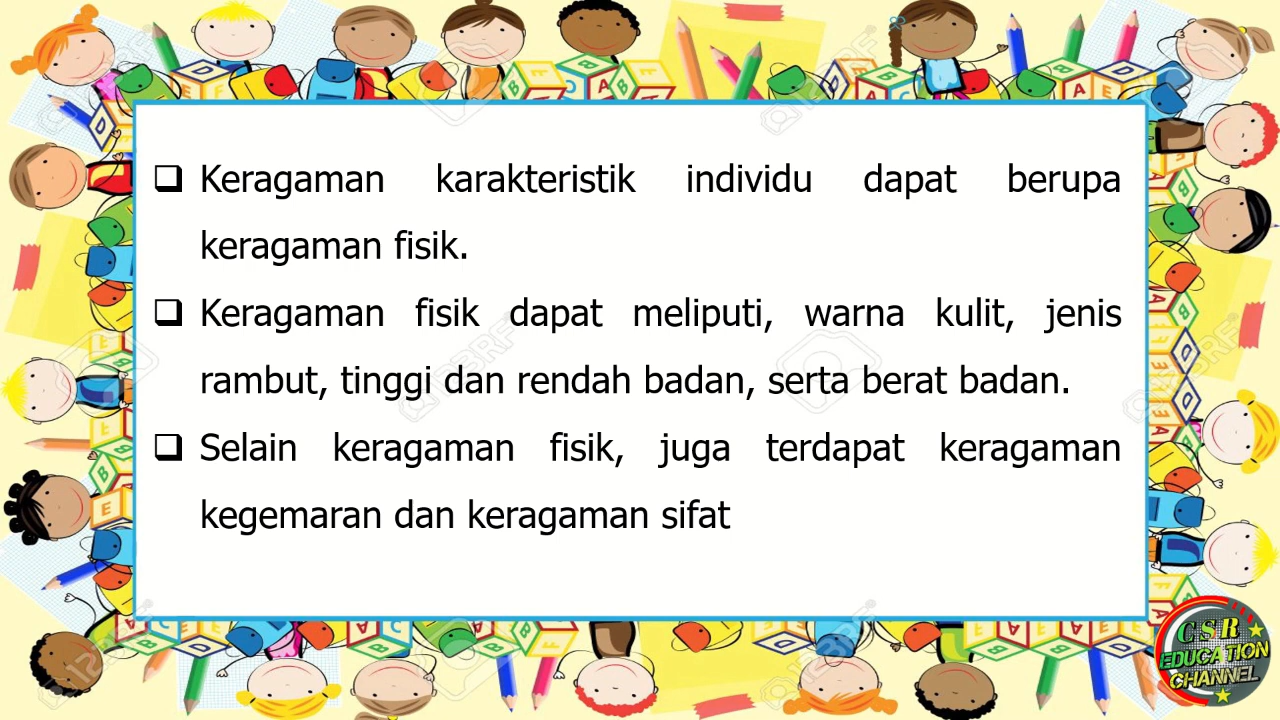 ❑ Keragaman karakteristik individu dapat berupa
keragaman fisik.
❑ Keragaman fisik dapat meliputi, warna kulit, jenis
rambut, tinggi dan rendah badan, serta berat badan.
❑ Selain keragaman fisik, juga terdapat keragaman
kegemaran dan keragaman sifat
CSR
EDUCATION
CHANNEL